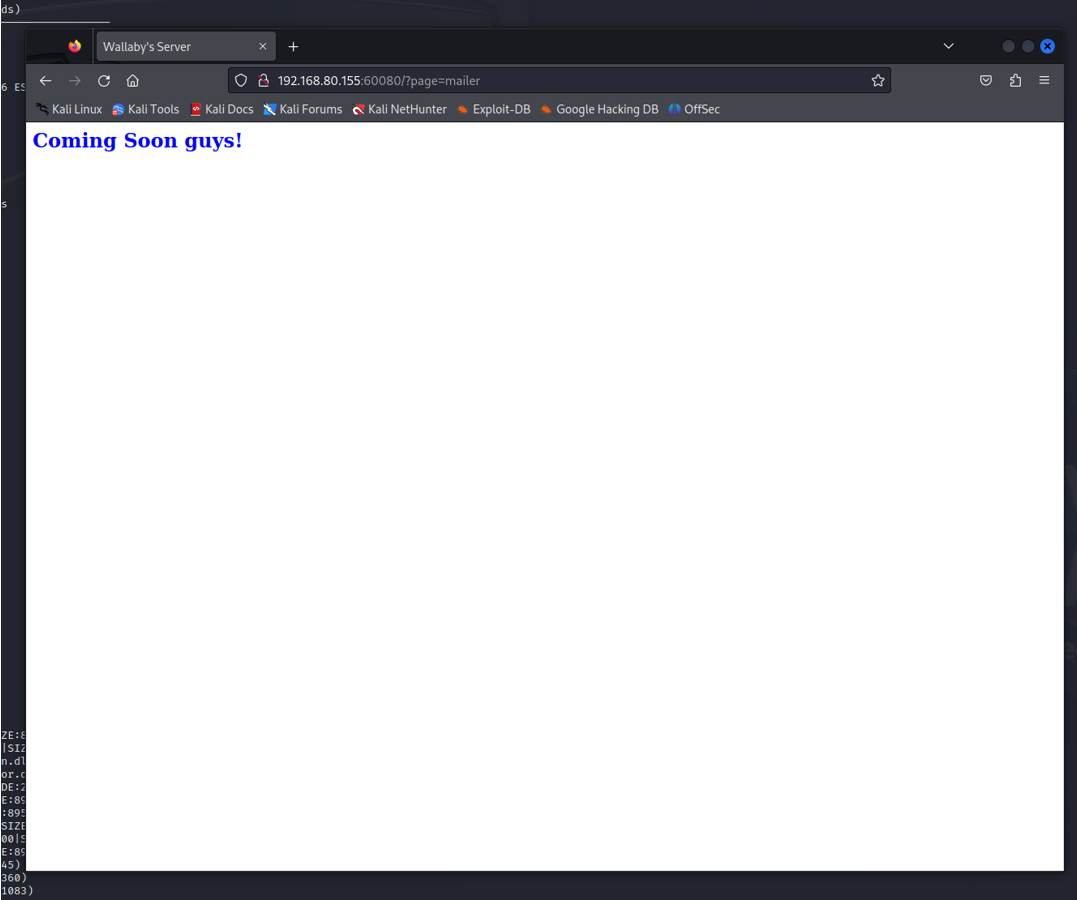 ds)
Wallaby's Server
192.168.80.155:60080/?page=mailer
Kali Linux Kali Tools Kali Docs Kali Forums Kali NetHunter Exploit-DB Google Hacking DB OffSec
6 ES
Coming Soon guys!
s
ZE:8
|SIZ
n.dl
or.c
DE:2
E:89
:895
SIZE
00|S
E:89
45)
360)
1083)